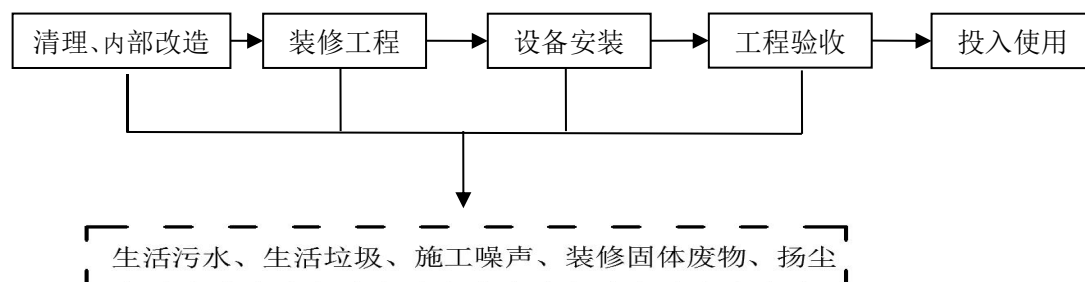 清理、内部改造
装修工程
设备安装
工程验收
投入使用
生活污水、生活垃圾、施工噪声、装修固体废物、扬尘